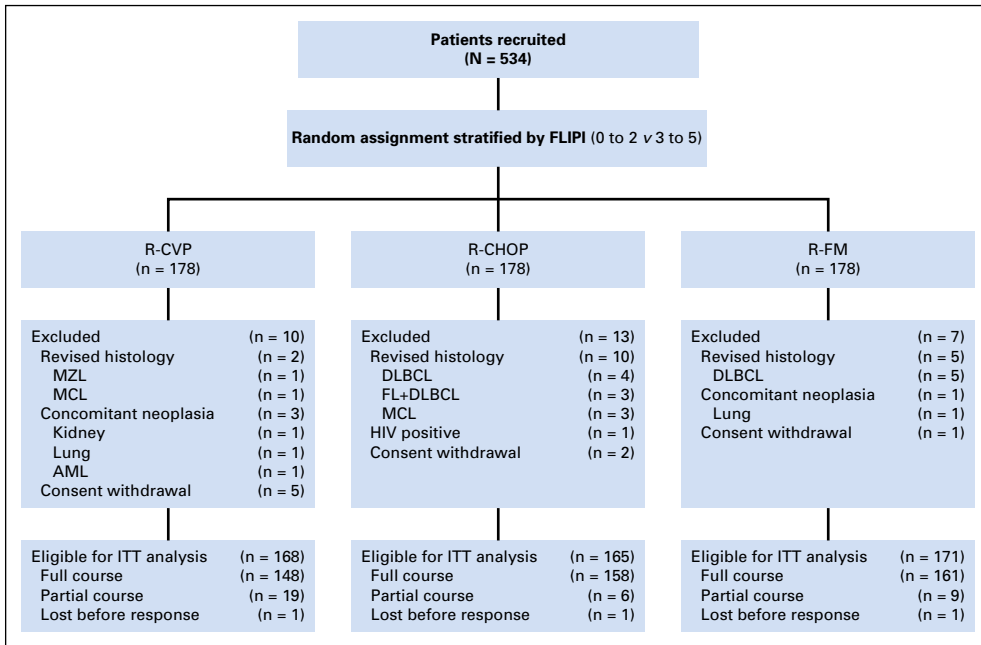 Patients recruited
(N = 534)
Random assignment stratified by FLIPI (0 to 2 v 3 to 5)
R-CVP
(n = 178)
Excluded (n = 10)
Revised histology (n = 2)
MZL (n = 1)
MCL (n = 1)
Concomitant neoplasia (n = 3)
Kidney (n = 1)
Lung (n = 1)
AML (n = 1)
Consent withdrawal (n = 5)
Eligible for ITT analysis (n = 168)
Full course (n = 148)
Partial course (n = 19)
Lost before response (n = 1)
R-CHOP
(n = 178)
Excluded (n = 13)
Revised histology (n = 10)
DLBCL (n = 4)
FL+DLBCL (n = 3)
MCL (n = 3)
HIV positive (n = 1)
Consent withdrawal (n = 2)
Eligible for ITT analysis (n = 165)
Full course (n = 158)
Partial course (n = 6)
Lost before response (n = 1)
R-FM
(n = 178)
Excluded (n = 7)
Revised histology (n = 5)
DLBCL (n = 5)
Concomitant neoplasia (n = 1)
Lung (n = 1)
Consent withdrawal (n = 1)
Eligible for ITT analysis (n = 171)
Full course (n = 161)
Partial course (n = 9)
Lost before response (n = 1)